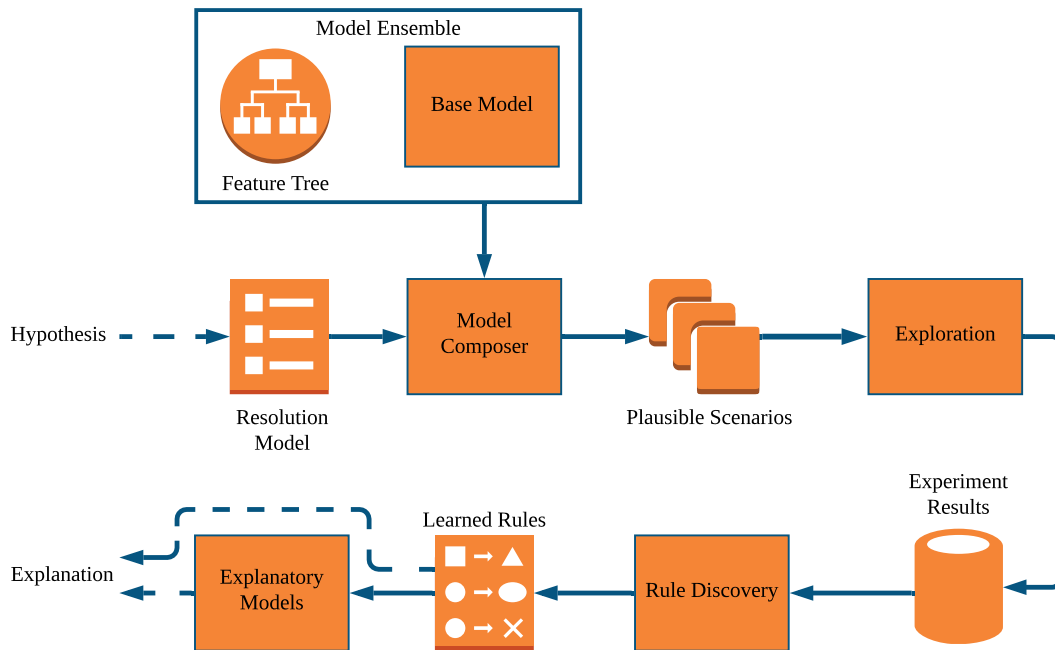 Model Ensemble
Base Model
Feature Tree
Hypothesis
Model
Composer
Exploration
Resolution
Model
Plausible Scenarios
Experiment
Results
Learned Rules
Explanation
Explanatory
Models
Rule Discovery